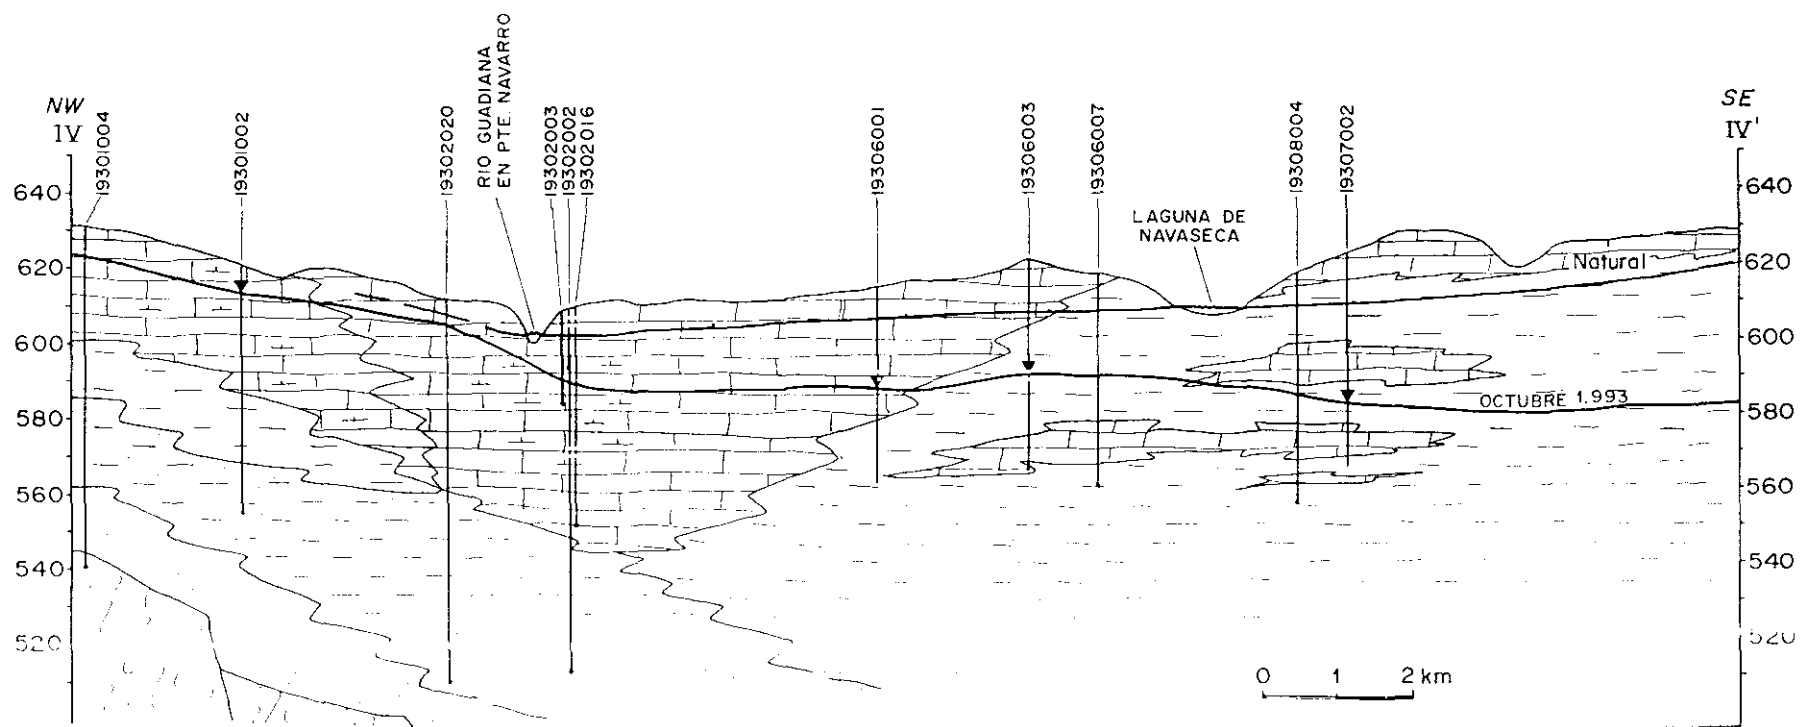 NW
IV
SE
IV'
19301004
19301002
19302020
RIO GUADIANA
EN PTE. NAVARRO
19302003
19302002
19302016
19306001
19306003
19306007
LAGUNA DE
NAVASECA
19308004
19307002
640
620
600
580
560
540
520
640
620
600
580
560
540
520
Natural
OCTUBRE 1.993
0 1 2 km